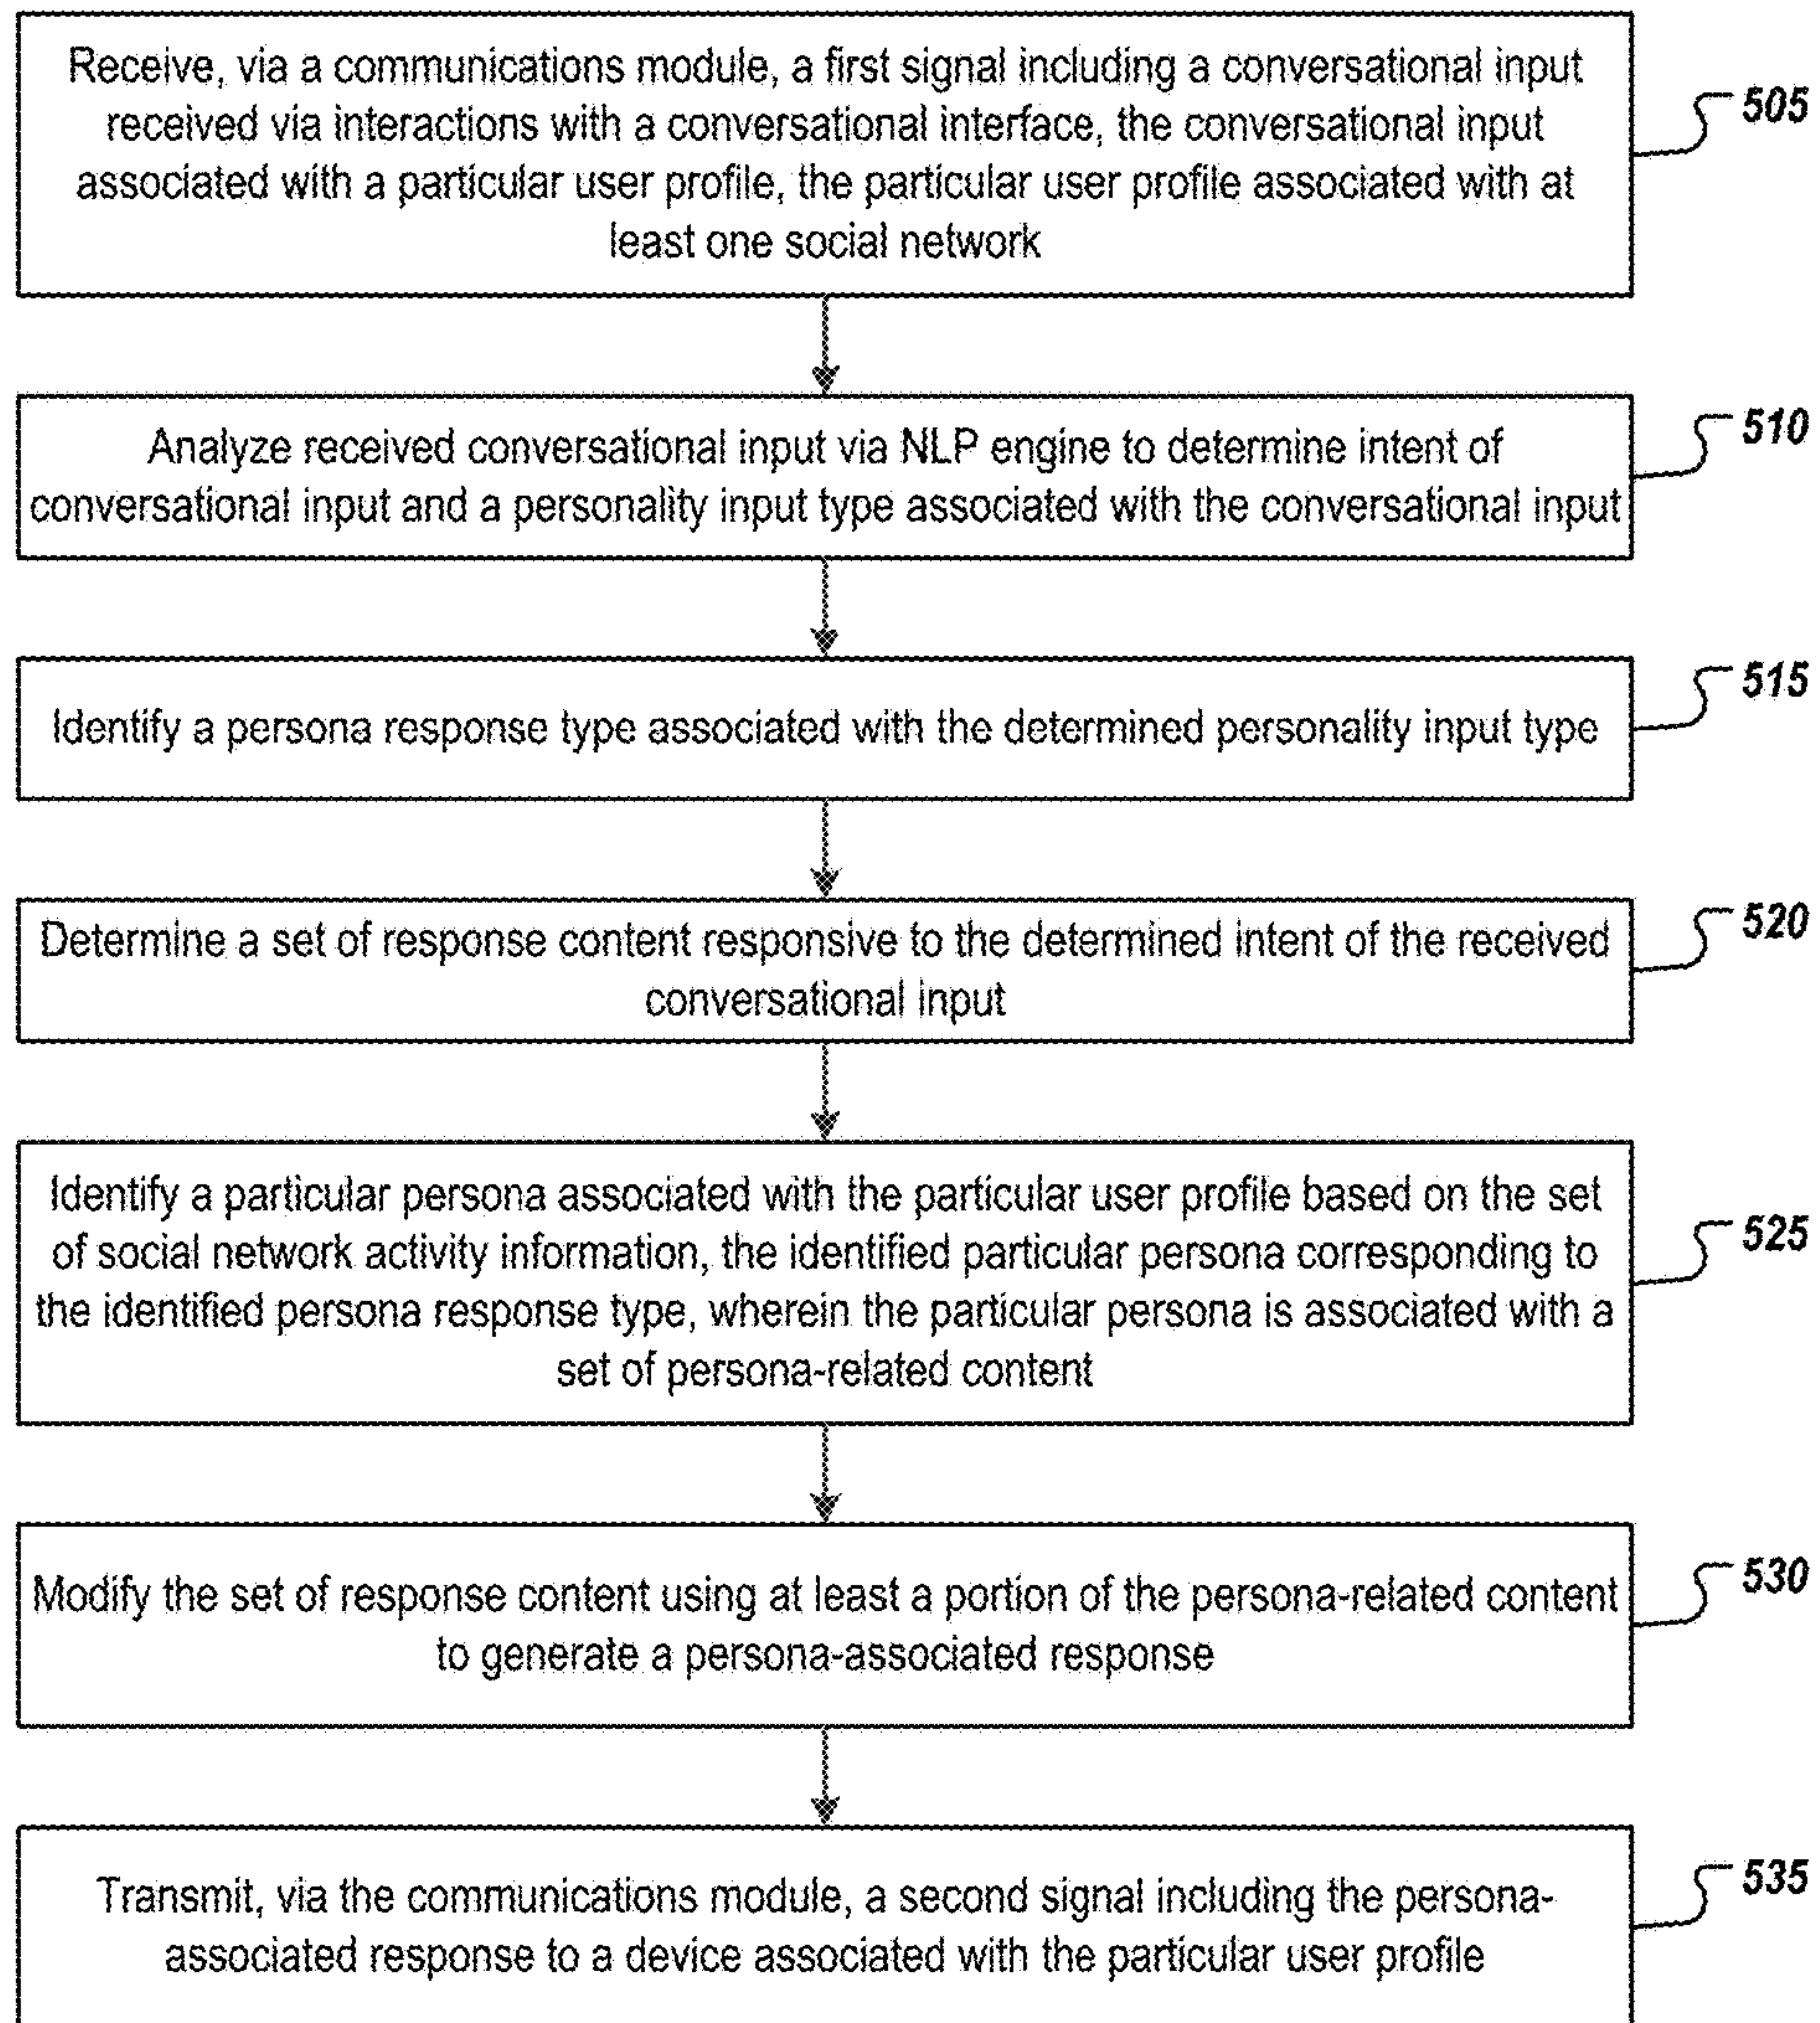 Receive, via a communications module, a first signal including a conversational input
received via interactions with a conversational interface, the conversational input
associated with a particular user profile, the particular user profile associated with at
least one social network
505
Analyze received conversational input via NLP engine to determine intent of
conversational input and a personality input type associated with the conversational input
510
Identify a persona response type associated with the determined personality input type
515
Determine a set of response content responsive to the determined intent of the received
conversational input
520
Identify a particular persona associated with the particular user profile based on the set
of social network activity information, the identified particular persona corresponding to
the identified persona response type, wherein the particular persona is associated with a
set of persona-related content
525
Modify the set of response content using at least a portion of the persona-related content
to generate a persona-associated response
530
Transmit, via the communications module, a second signal including the persona-
associated response to a device associated with the particular user profile
535